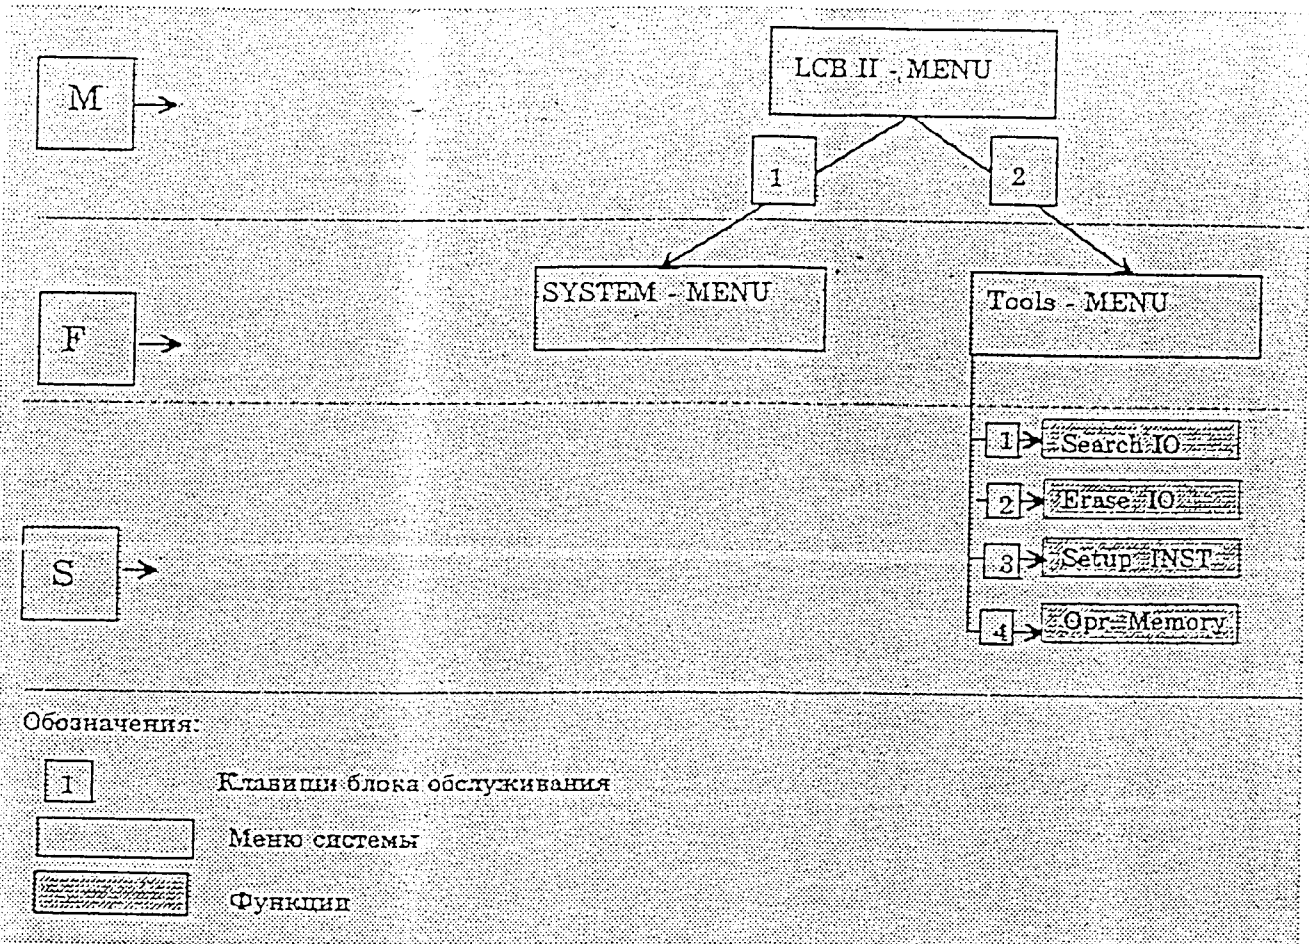 LCB II - MENU
M
1
2
SYSTEM - MENU
Tools - MENU
F
1
Search IO
2
Erase IO
3
Setup INST
S
4
Opr Memory
Обозначения:
1
Клавиши блока обслуживания
Меню системы
Функции